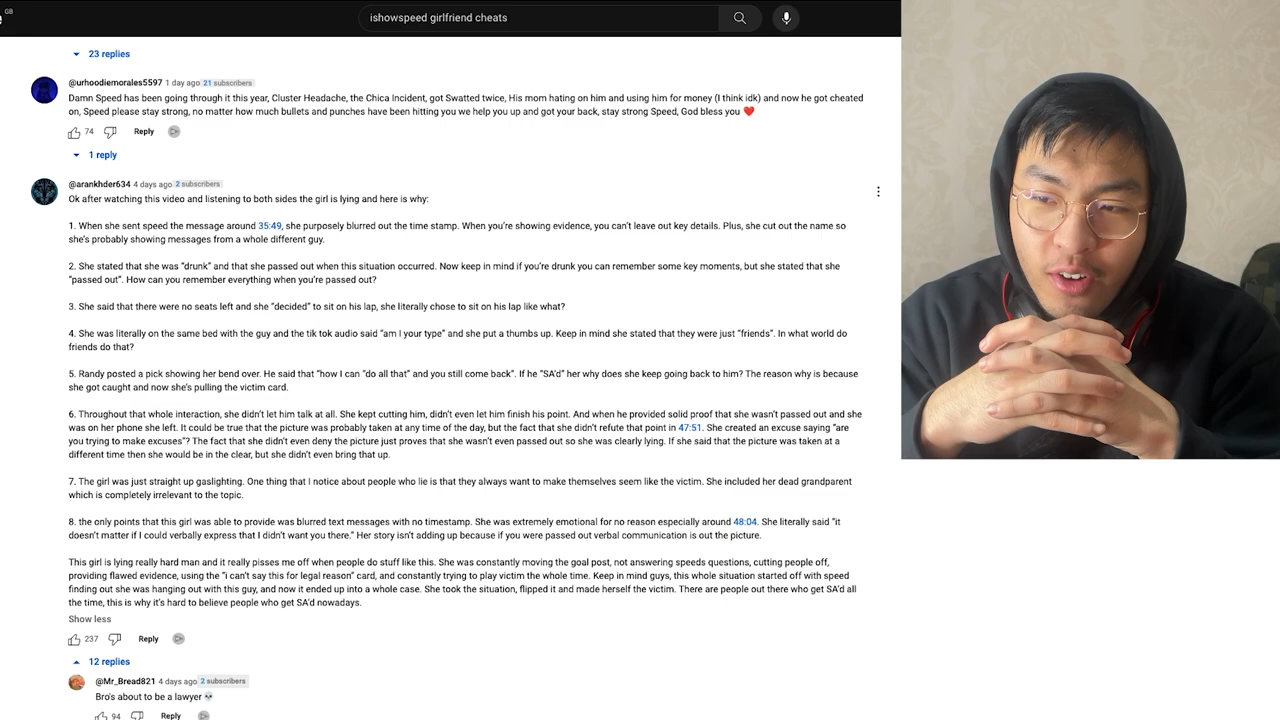 GB
ishowspeed girlfriend cheats
23 replies
@urhoodiemorales5597 1 day ago 21 subscribers
Damn Speed has been going through it this year, Cluster Headache, the Chica Incident, got Swatted twice, His mom hating on him and using him for money (I think idk) and now he got cheated
on, Speed please stay strong, no matter how much bullets and punches have been hitting you we help you up and got your back, stay strong Speed, God bless you ❤️
74 Reply
1 reply
@arankhder634 4 days ago 2 subscribers
Ok after watching this video and listening to both sides the girl is lying and here is why:
1. When she sent speed the message around 35:49, she purposely blurred out the time stamp. When you're showing evidence, you can't leave out key details. Plus, she cut out the name so
she's probably showing messages from a whole different guy.
2. She stated that she was "drunk" and that she passed out when this situation occurred. Now keep in mind if you're drunk you can remember some key moments, but she stated that she
"passed out". How can you remember everything when you're passed out?
3. She said that there were no seats left and she "decided" to sit on his lap, she literally chose to sit on his lap like what?
4. She was literally on the same bed with the guy and the tik tok audio said "am I your type" and she put a thumbs up. Keep in mind she stated that they were just "friends". In what world do
friends do that?
5. Randy posted a pick showing her bend over. He said that "how I can "do all that" and you still come back". If he "SA'd" her why does she keep going back to him? The reason why is because
she got caught and now she's pulling the victim card.
6. Throughout that whole interaction, she didn't let him talk at all. She kept cutting him, didn't even let him finish his point. And when he provided solid proof that she wasn't passed out and she
was on her phone she left. It could be true that the picture was probably taken at any time of the day, but the fact that she didn't refute that point in 47:51. She created an excuse saying "are
you trying to make excuses"? The fact that she didn't even deny the picture just proves that she wasn't even passed out so she was clearly lying. If she said that the picture was taken at a
different time then she would be in the clear, but she didn't even bring that up.
7. The girl was just straight up gaslighting. One thing that I notice about people who lie is that they always want to make themselves seem like the victim. She included her dead grandparent
which is completely irrelevant to the topic.
8. the only points that this girl was able to provide was blurred text messages with no timestamp. She was extremely emotional for no reason especially around 48:04. She literally said "it
doesn't matter if I could verbally express that I didn't want you there." Her story isn't adding up because if you were passed out verbal communication is out the picture.
This girl is lying really hard man and it really pisses me off when people do stuff like this. She was constantly moving the goal post, not answering speeds questions, cutting people off,
providing flawed evidence, using the "i can't say this for legal reason" card, and constantly trying to play victim the whole time. Keep in mind guys, this whole situation started off with speed
finding out she was hanging out with this guy, and now it ended up into a whole case. She took the situation, flipped it and made herself the victim. There are people out there who get SA'd all
the time, this is why it's hard to believe people who get SA'd nowadays.
Show less
237 Reply
12 replies
@Mr_Bread821 4 days ago 2 subscribers
Bro's about to be a lawyer 💀
94 Reply